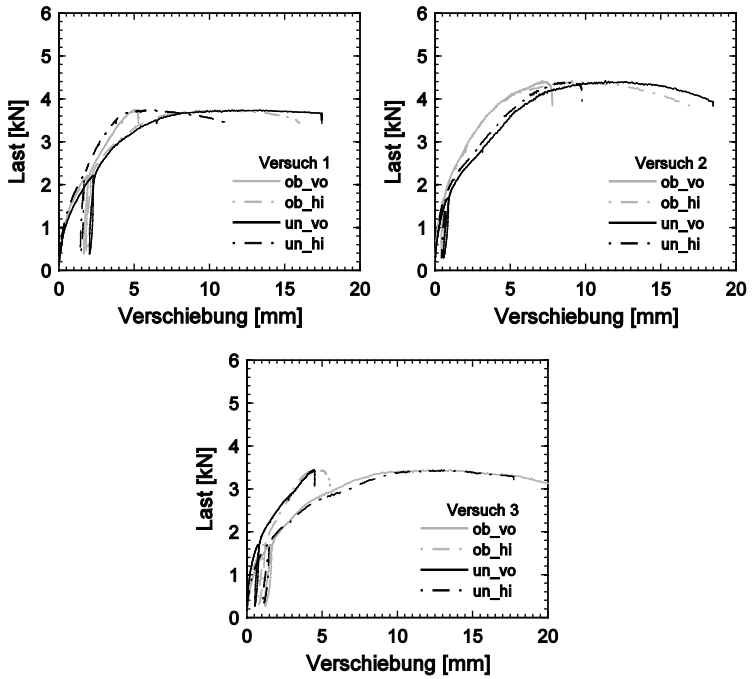 6
5
4
3
2
1
0
Last [kN]
Versuch 1
ob_vo
ob_hi
un_vo
un_hi
0 5 10 15 20
Verschiebung [mm]
6
5
4
3
2
1
0
Last [kN]
Versuch 2
ob_vo
ob_hi
un_vo
un_hi
0 5 10 15 20
Verschiebung [mm]
6
5
4
3
2
1
0
Last [kN]
Versuch 3
ob_vo
ob_hi
un_vo
un_hi
0 5 10 15 20
Verschiebung [mm]